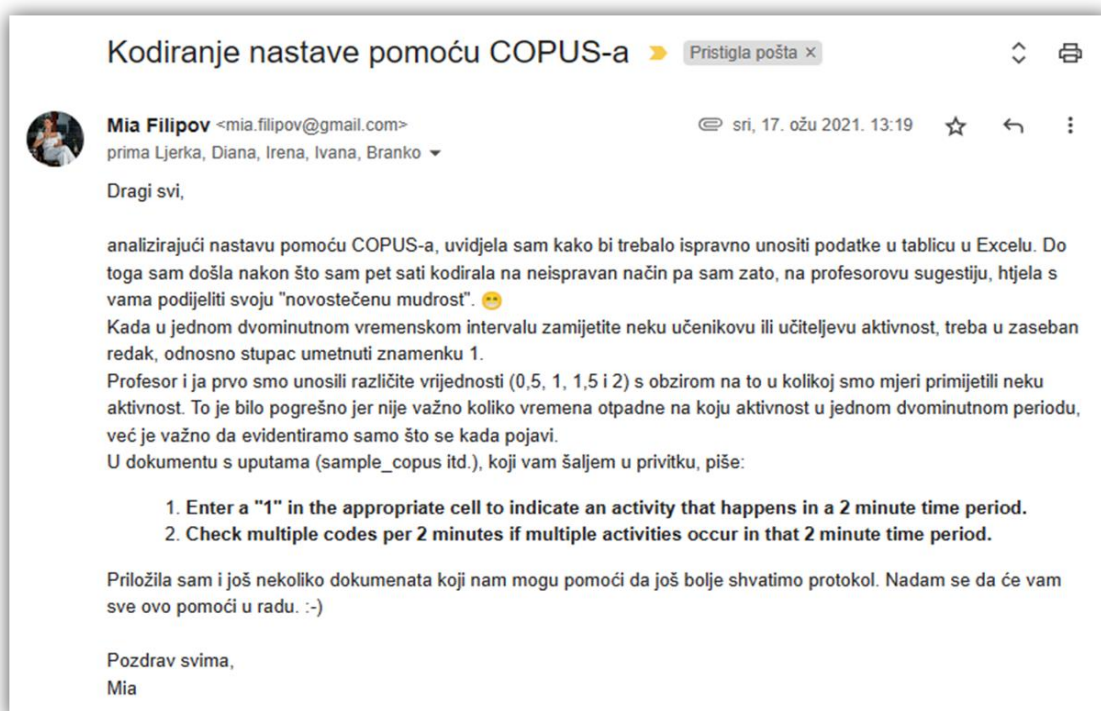 Kodiranje nastave pomoću COPUS-a Pristigla pošta ×
Mia Filipov <mia.filipov@gmail.com> sri, 17. ožu 2021. 13:19
prima Ljerka, Diana, Irena, Ivana, Branko
Dragi svi,
analizirajući nastavu pomoću COPUS-a, uvidjela sam kako bi trebalo ispravno unositi podatke u tablicu u Excelu. Do
toga sam došla nakon što sam pet sati kodirala na neispravan način pa sam zato, na profesorovu sugestiju, htjela s
vama podijeliti svoju "novostečenu mudrost". 😁
Kada u jednom dvominutnom vremenskom intervalu zamijetite neku učenikovu ili učiteljevu aktivnost, treba u zaseban
redak, odnosno stupac umetnuti znamenku 1.
Profesor i ja prvo smo unosili različite vrijednosti (0,5, 1, 1,5 i 2) s obzirom na to u kolikoj smo mjeri primijetili neku
aktivnost. To je bilo pogrešno jer nije važno koliko vremena otpadne na koju aktivnost u jednom dvominutnom periodu,
već je važno da evidentiramo samo što se kada pojavi.
U dokumentu s uputama (sample_copus itd.), koji vam šaljem u privitku, piše:
1. Enter a "1" in the appropriate cell to indicate an activity that happens in a 2 minute time period.
2. Check multiple codes per 2 minutes if multiple activities occur in that 2 minute time period.
Priložila sam i još nekoliko dokumenata koji nam mogu pomoći da još bolje shvatimo protokol. Nadam se da će vam
sve ovo pomoći u radu. :-)
Pozdrav svima,
Mia